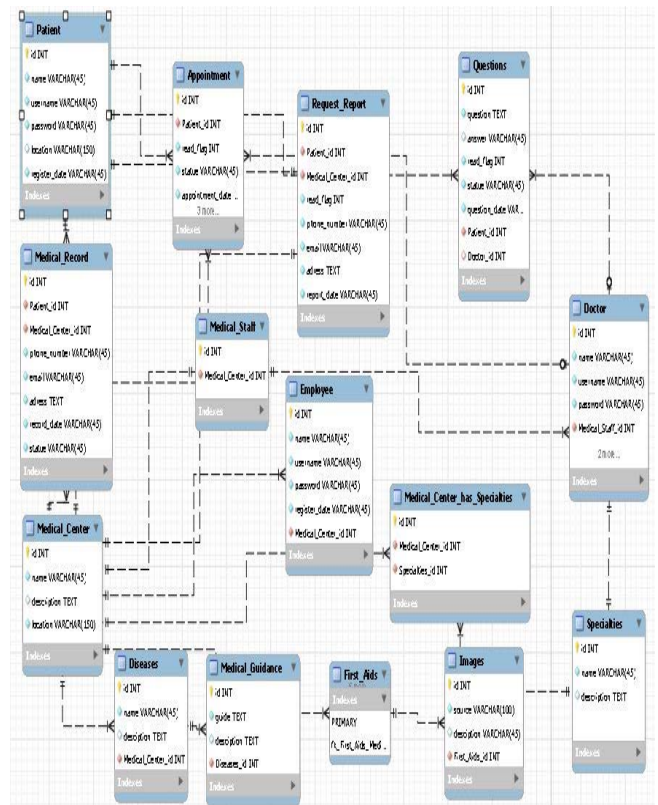 Patient
id INT
name VARCHAR(45)
username VARCHAR(45)
password VARCHAR(45)
location VARCHAR(150)
register_date VARCHAR(45)
Indexes
Appointment
id INT
Patient_id INT
read_flag INT
status VARCHAR(45)
appointment_date ...
3 more...
Indexes
Request_Report
id INT
Patient_id INT
Medical_Center_id INT
read_flag INT
phone_number VARCHAR(45)
email VARCHAR(45)
adress TEXT
report_date VARCHAR(45)
Indexes
Questions
id INT
question TEXT
answer VARCHAR(45)
read_flag INT
status VARCHAR(45)
question_date VAR...
Patient_id INT
Doctor_id INT
Indexes
Medical_Record
id INT
Patient_id INT
Medical_Center_id INT
phone_number VARCHAR(45)
email VARCHAR(45)
adress TEXT
record_date VARCHAR(45)
status VARCHAR(45)
Indexes
Medical_Staff
id INT
Medical_Center_id INT
Indexes
Doctor
id INT
name VARCHAR(45)
username VARCHAR(45)
password VARCHAR(45)
Medical_Staff_id INT
2 more...
Indexes
Employee
id INT
name VARCHAR(45)
username VARCHAR(45)
password VARCHAR(45)
register_date VARCHAR(45)
Medical_Center_id INT
Indexes
Medical_Center_has_Specialties
id INT
Medical_Center_id INT
Specialties_id INT
Indexes
Medical_Center
id INT
name VARCHAR(45)
description TEXT
location VARCHAR(150)
Indexes
Diseases
id INT
name VARCHAR(45)
description TEXT
Medical_Center_id INT
Indexes
Medical_Guidance
id INT
guide TEXT
description TEXT
Diseases_id INT
Indexes
First_Aids
Indexes
PRIMARY
fk_First_Aids_Medi...
Images
id INT
source VARCHAR(100)
description VARCHAR(45)
First_Aids_id INT
Indexes
Specialties
id INT
name VARCHAR(45)
description TEXT
Indexes